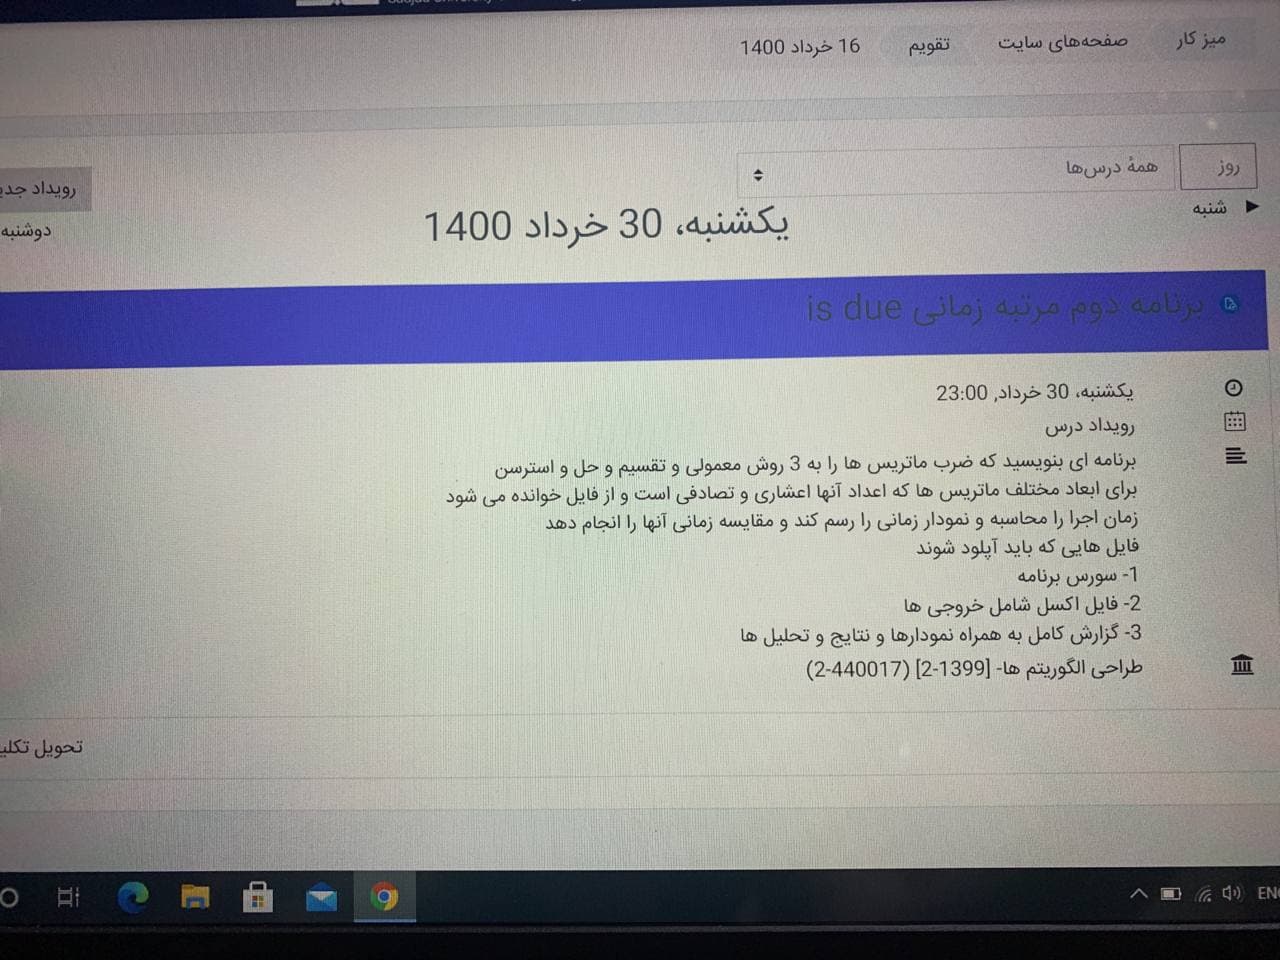 میز کار
صفحه‌های سایت
تقویم
16 خرداد 1400
روز
همهٔ درس‌ها
رویداد
شنبه
یکشنبه، 30 خرداد 1400
دوشنبه
برنامه دوم مرتبه زمانی is due
یکشنبه، 30 خرداد, 23:00
رویداد درس
برنامه ای بنویسید که ضرب ماتریس ها را به 3 روش معمولی و تقسیم و حل و استرسن
برای ابعاد مختلف ماتریس ها که اعداد آنها اعشاری و تصادفی است و از فایل خوانده می شود
زمان اجرا را محاسبه و نمودار زمانی را رسم کند و مقایسه زمانی آنها را انجام دهد
فایل هایی که باید آپلود شوند
1- سورس برنامه
2- فایل اکسل شامل خروجی ها
3- گزارش کامل به همراه نمودارها و نتایج و تحلیل ها
طراحی الگوریتم ها- [1399-2] (440017-2)
تحویل